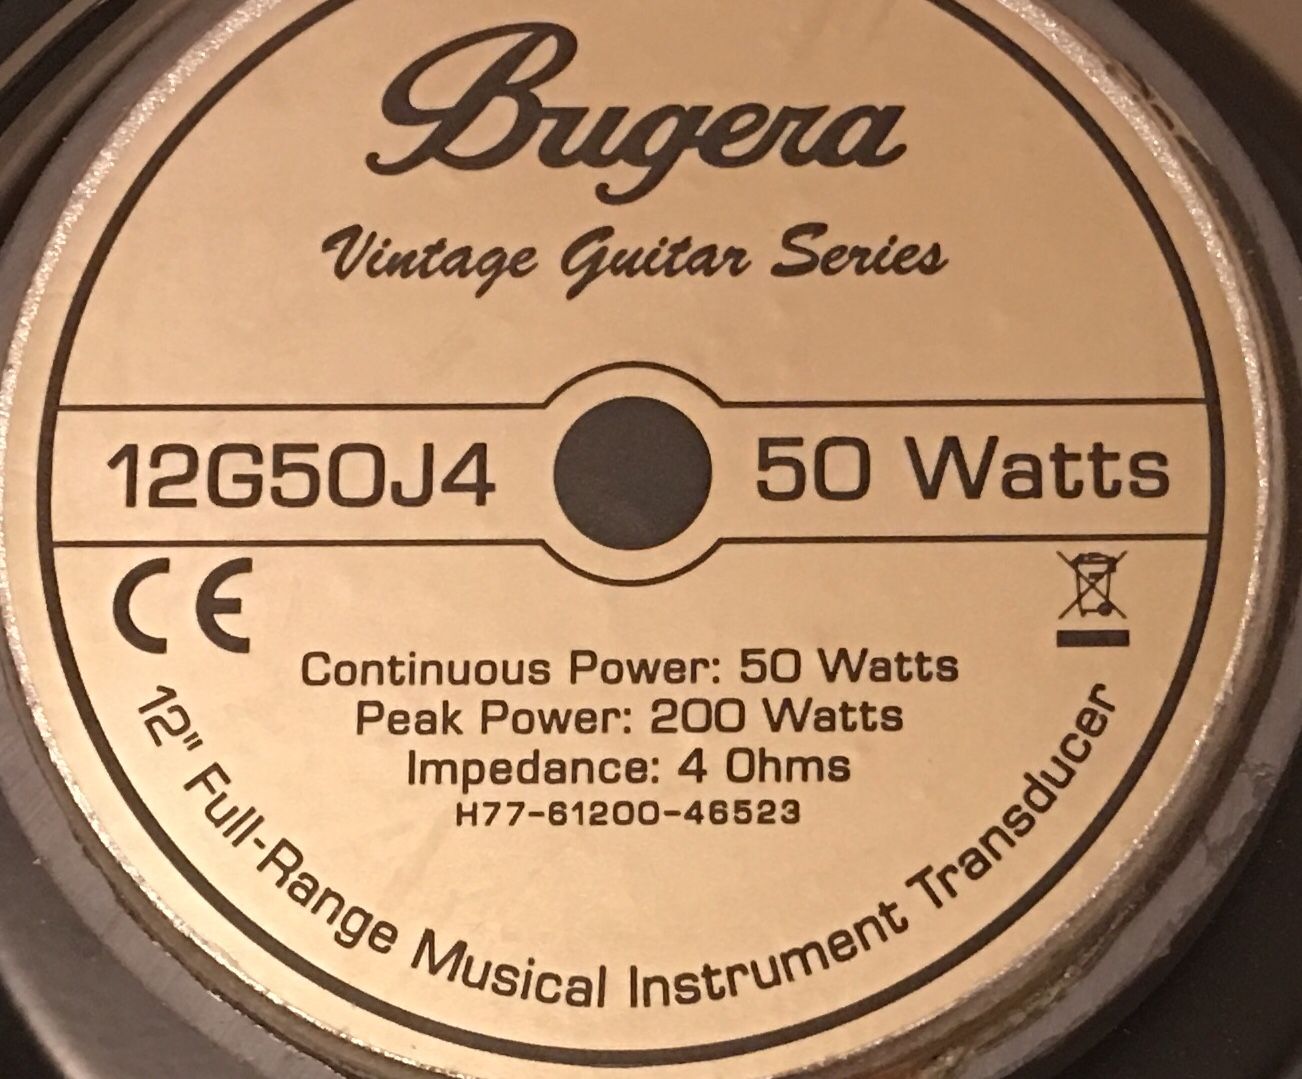 Bugera
Vintage Guitar Series
12G50J4
50 Watts
CE
Continuous Power: 50 Watts
Peak Power: 200 Watts
Impedance: 4 Ohms
H77-61200-46523
12" Full-Range Musical Instrument Transducer